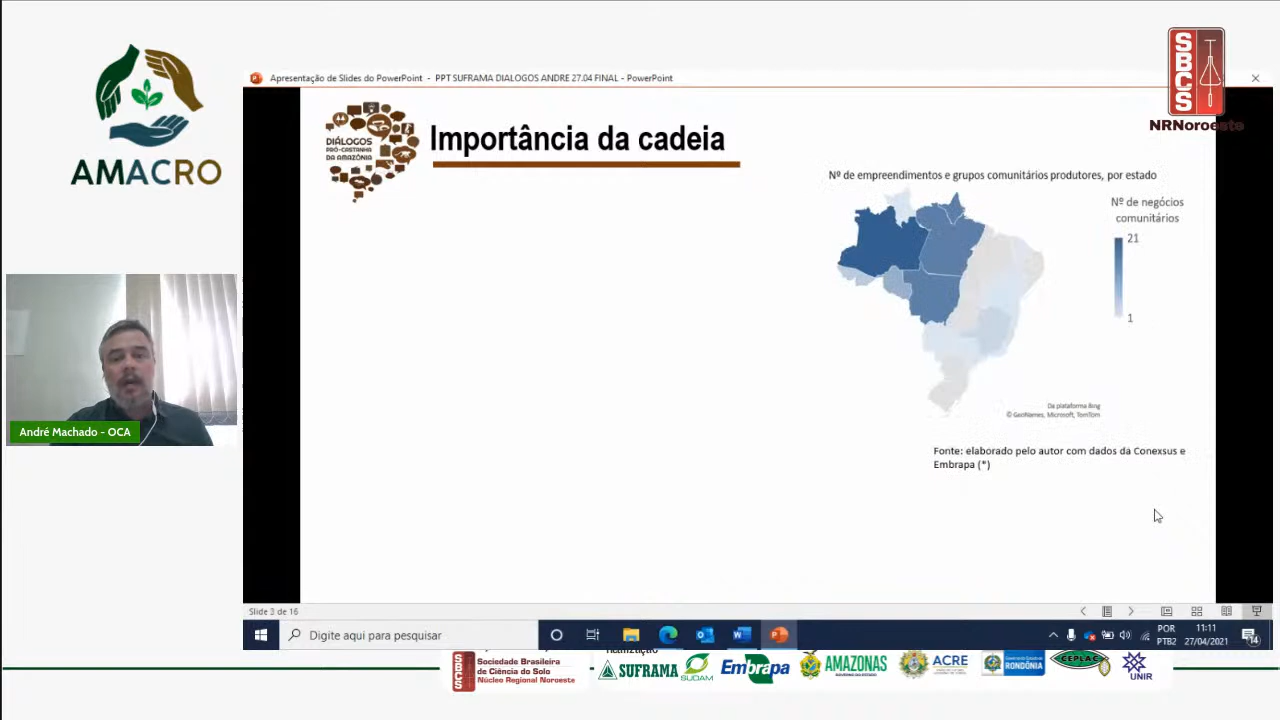 AMACRO
SBCS
NRNoroeste
Apresentação de Slides do PowerPoint - PPT SUFRAMA DIALOGOS ANDRE 27.04 FINAL - PowerPoint
DIÁLOGOS
PRÓ-CASTANHA
DA AMAZÔNIA
Importância da cadeia
Nº de empreendimentos e grupos comunitários produtores, por estado
Nº de negócios
comunitários
21
1
Da plataforma Bing
© GeoNames, Microsoft, TomTom
Fonte: elaborado pelo autor com dados da Conexsus e
Embrapa (*)
André Machado - OCA
Slide 3 de 16
Digite aqui para pesquisar
POR
PTB2
11:11
27/04/2021
14
realização
SBCS
Sociedade Brasileira
de Ciência do Solo
Núcleo Regional Noroeste
SUFRAMA
SUDAM
Embrapa
AMAZONAS
ACRE
RONDÔNIA
CEPLAC
UNIR